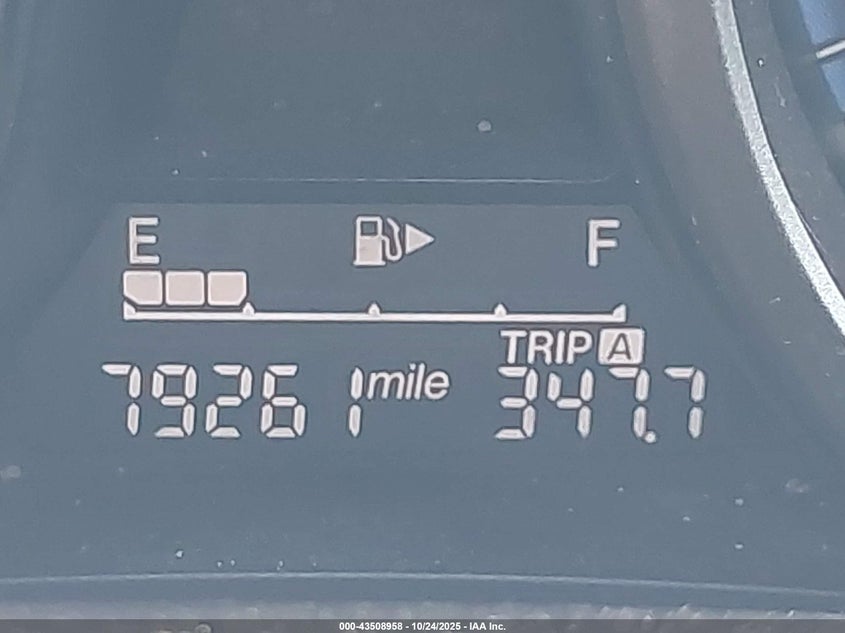 E F
TRIP A
79261 mile 347.7
000-43508958 - 10/24/2025 - IAA Inc.